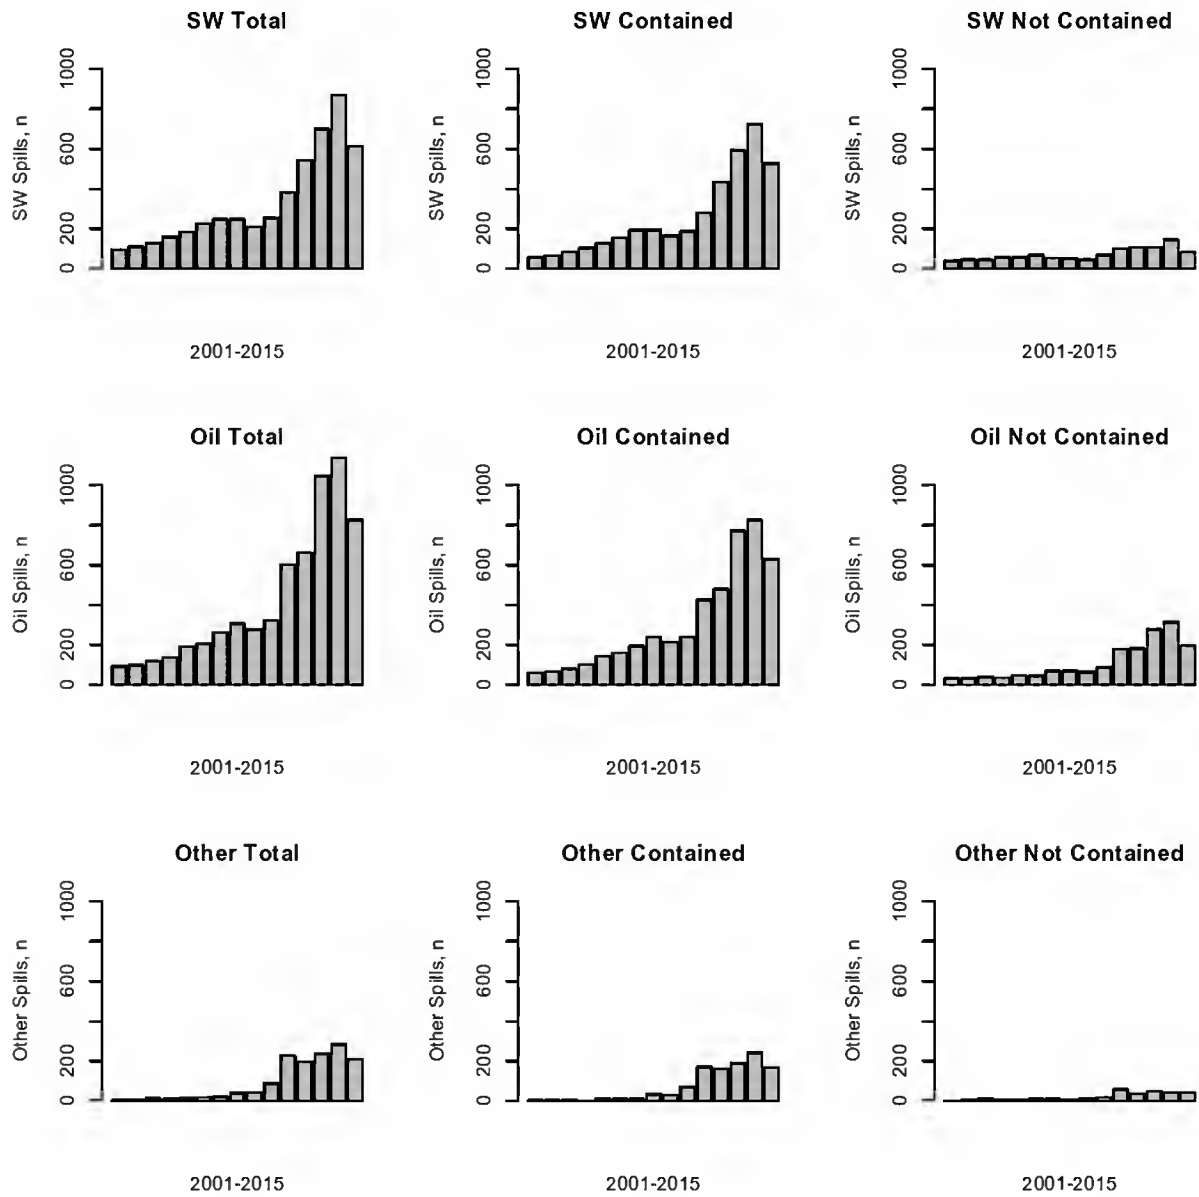 SW Total
SW Contained
SW Not Contained
1000
600
200
0
SW Spills, n
2001-2015
1000
600
200
0
SW Spills, n
2001-2015
1000
600
200
0
SW Spills, n
2001-2015
Oil Total
Oil Contained
Oil Not Contained
1000
600
200
0
Oil Spills, n
2001-2015
1000
600
200
0
Oil Spills, n
2001-2015
1000
600
200
0
Oil Spills, n
2001-2015
Other Total
Other Contained
Other Not Contained
1000
600
200
0
Other Spills, n
2001-2015
1000
600
200
0
Other Spills, n
2001-2015
1000
600
200
0
Other Spills, n
2001-2015